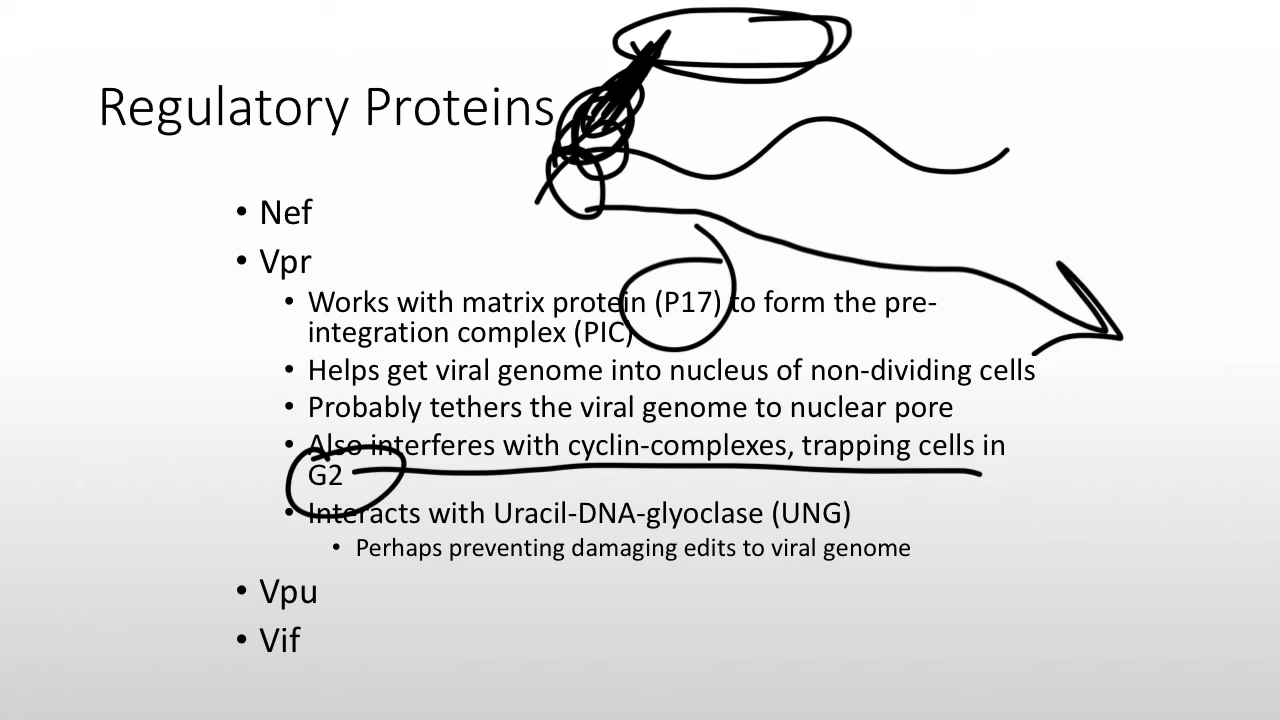 Regulatory Proteins
• Nef
• Vpr
• Works with matrix protein (P17) to form the pre-
integration complex (PIC)
• Helps get viral genome into nucleus of non-dividing cells
• Probably tethers the viral genome to nuclear pore
• Also interferes with cyclin-complexes, trapping cells in
G2
• Interacts with Uracil-DNA-glyoclase (UNG)
• Perhaps preventing damaging edits to viral genome
• Vpu
• Vif